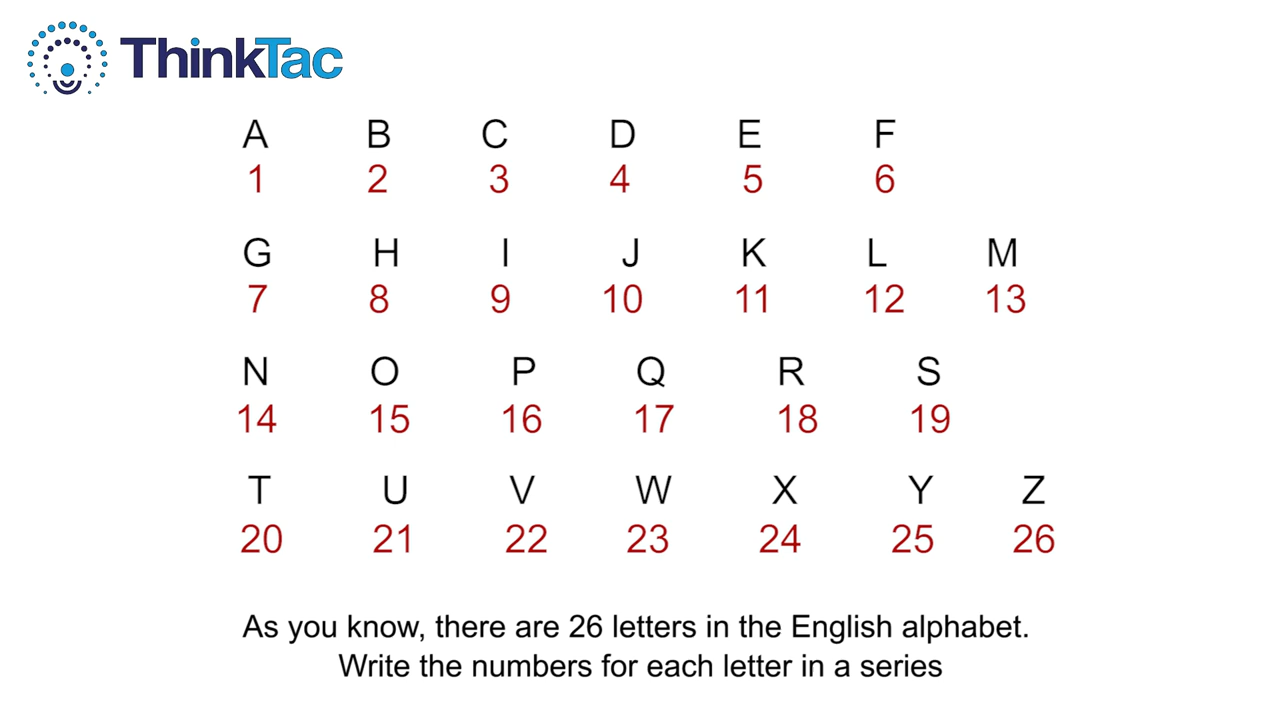 ThinkTac
A B C D E F
1 2 3 4 5 6
G H I J K L M
7 8 9 10 11 12 13
N O P Q R S
14 15 16 17 18 19
T U V W X Y Z
20 21 22 23 24 25 26
As you know, there are 26 letters in the English alphabet.
Write the numbers for each letter in a series